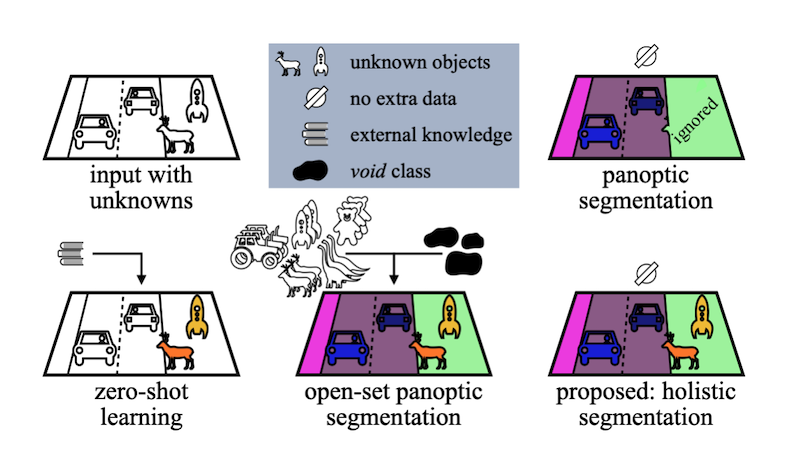 unknown objects
no extra data
external knowledge
void class
input with
unknowns
ignored
panoptic
segmentation
zero-shot
learning
open-set panoptic
segmentation
proposed: holistic
segmentation